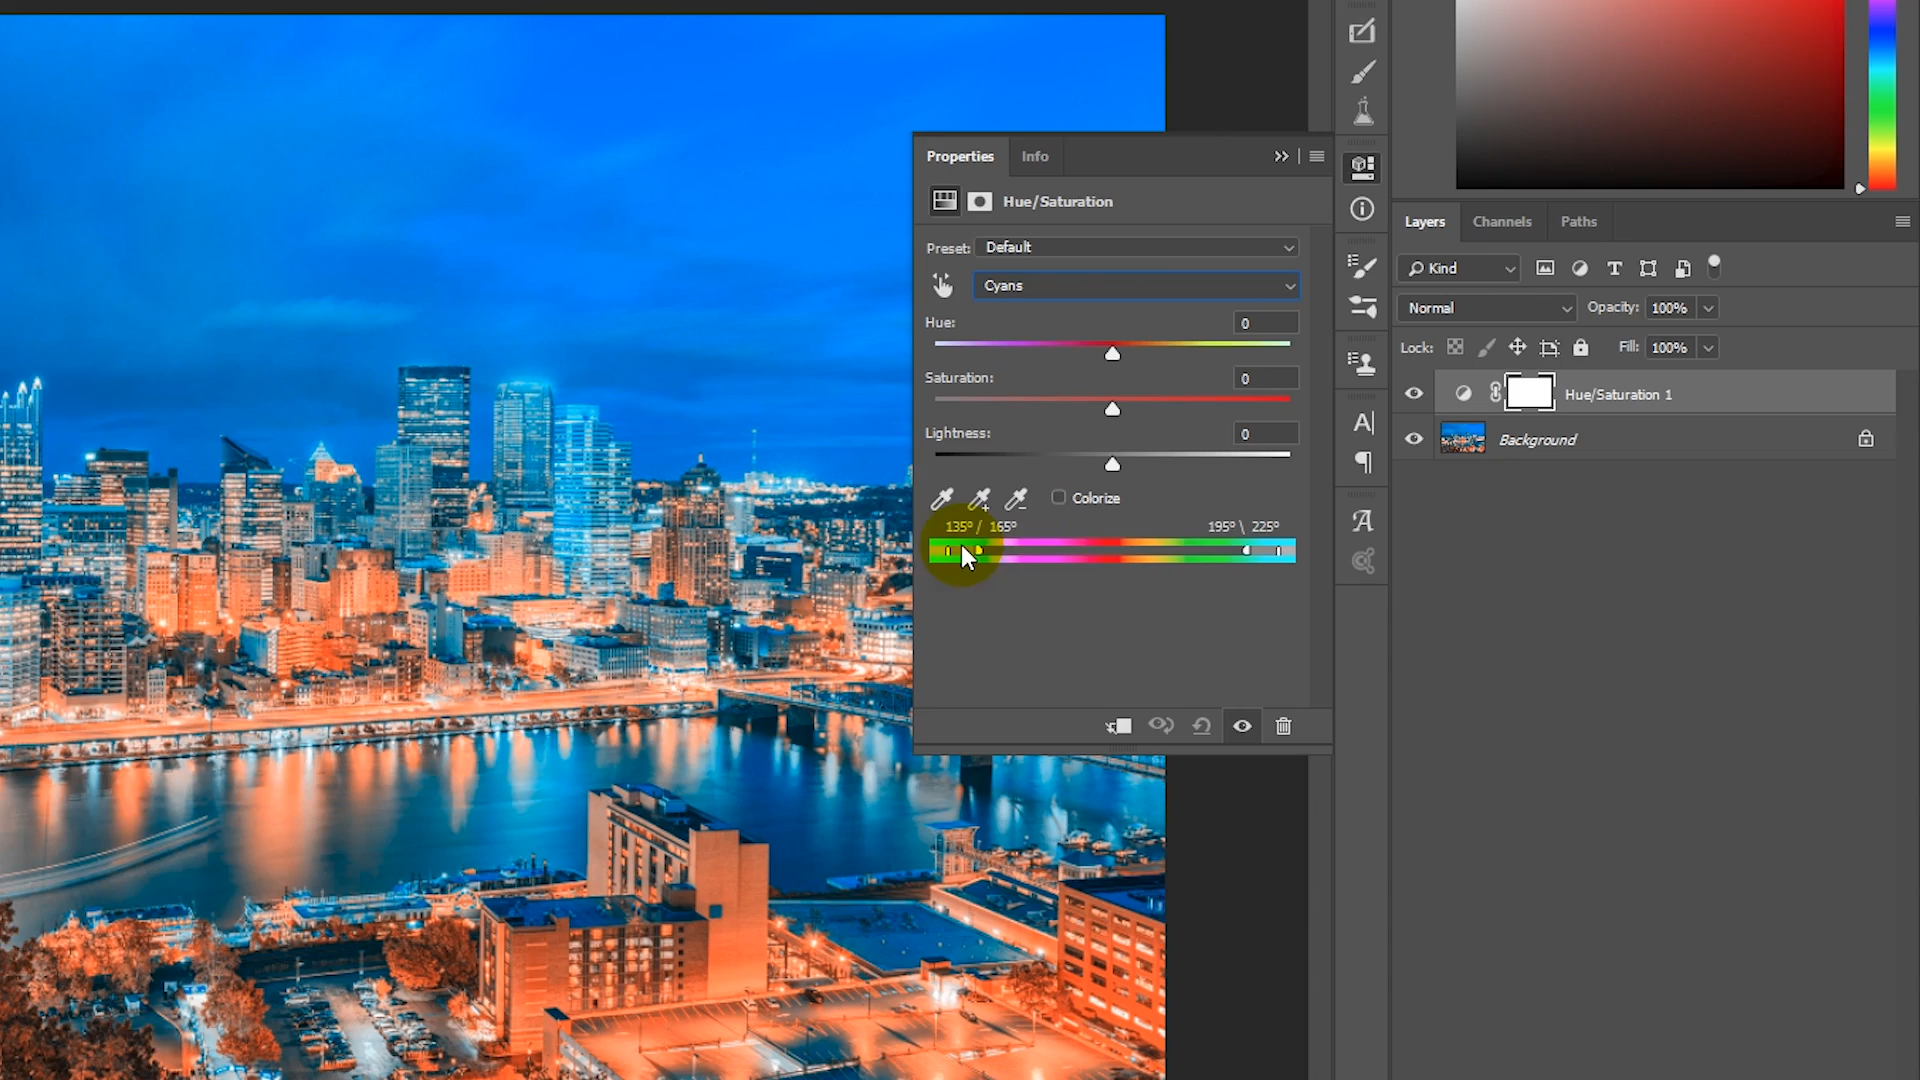 Properties
Info
Hue/Saturation
Preset: Default
Cyans
Hue: 0
Saturation: 0
Lightness: 0
Colorize
135° / 165°
195° \ 225°
Layers
Channels
Paths
Kind
Normal
Opacity: 100%
Lock:
Fill: 100%
Hue/Saturation 1
Background